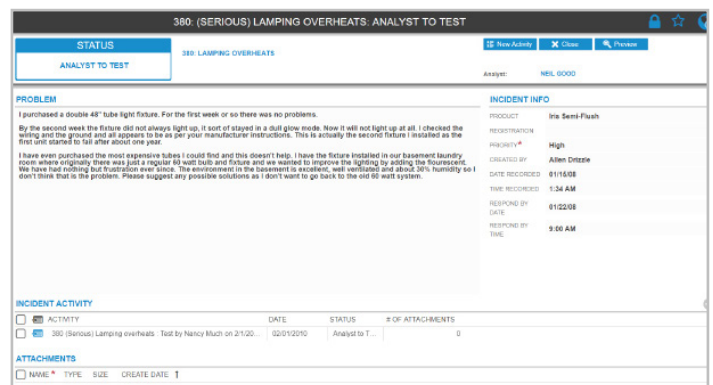 380: (SERIOUS) LAMPING OVERHEATS: ANALYST TO TEST
STATUS
ANALYST TO TEST
380: LAMPING OVERHEATS
New Activity
Close
Preview
Analyst:
NEIL GOOD
PROBLEM
I purchased a double 48" tube light fixture. For the first week or so there was no problems.
By the second week the fixture did not always light up, it sort of stayed in a dull glow mode. Now it will not light up at all. I checked the
wiring and the ground and all appears to be as per your manufacturer instructions. This is actually the second fixture I installed as the
first unit started to fail after about one year.
I have even purchased the most expensive tubes I could find and this doesn't help. I have the fixture installed in our basement laundry
room where originally there was just a regular 60 watt bulb and fixture and we wanted to improve the lighting by adding the flourescent.
We have had nothing but frustration ever since. The environment in the basement is excellent, well ventilated and about 30% humidity so I
don't think that is the problem. Please suggest any possible solutions as I don't want to go back to the old 60 watt system.
INCIDENT INFO
PRODUCT Iris Semi-Flush
REGISTRATION
PRIORITY* High
CREATED BY Allen Drizzle
DATE RECORDED 01/15/08
TIME RECORDED 1:34 AM
RESPOND BY DATE 01/22/08
RESPOND BY TIME 9:00 AM
INCIDENT ACTIVITY
ACTIVITY DATE STATUS # OF ATTACHMENTS
380 (Serious) Lamping overheats : Test by Nancy Much on 2/1/20... 02/01/2010 Analyst to T... 0
ATTACHMENTS
NAME* TYPE SIZE CREATE DATE ↑